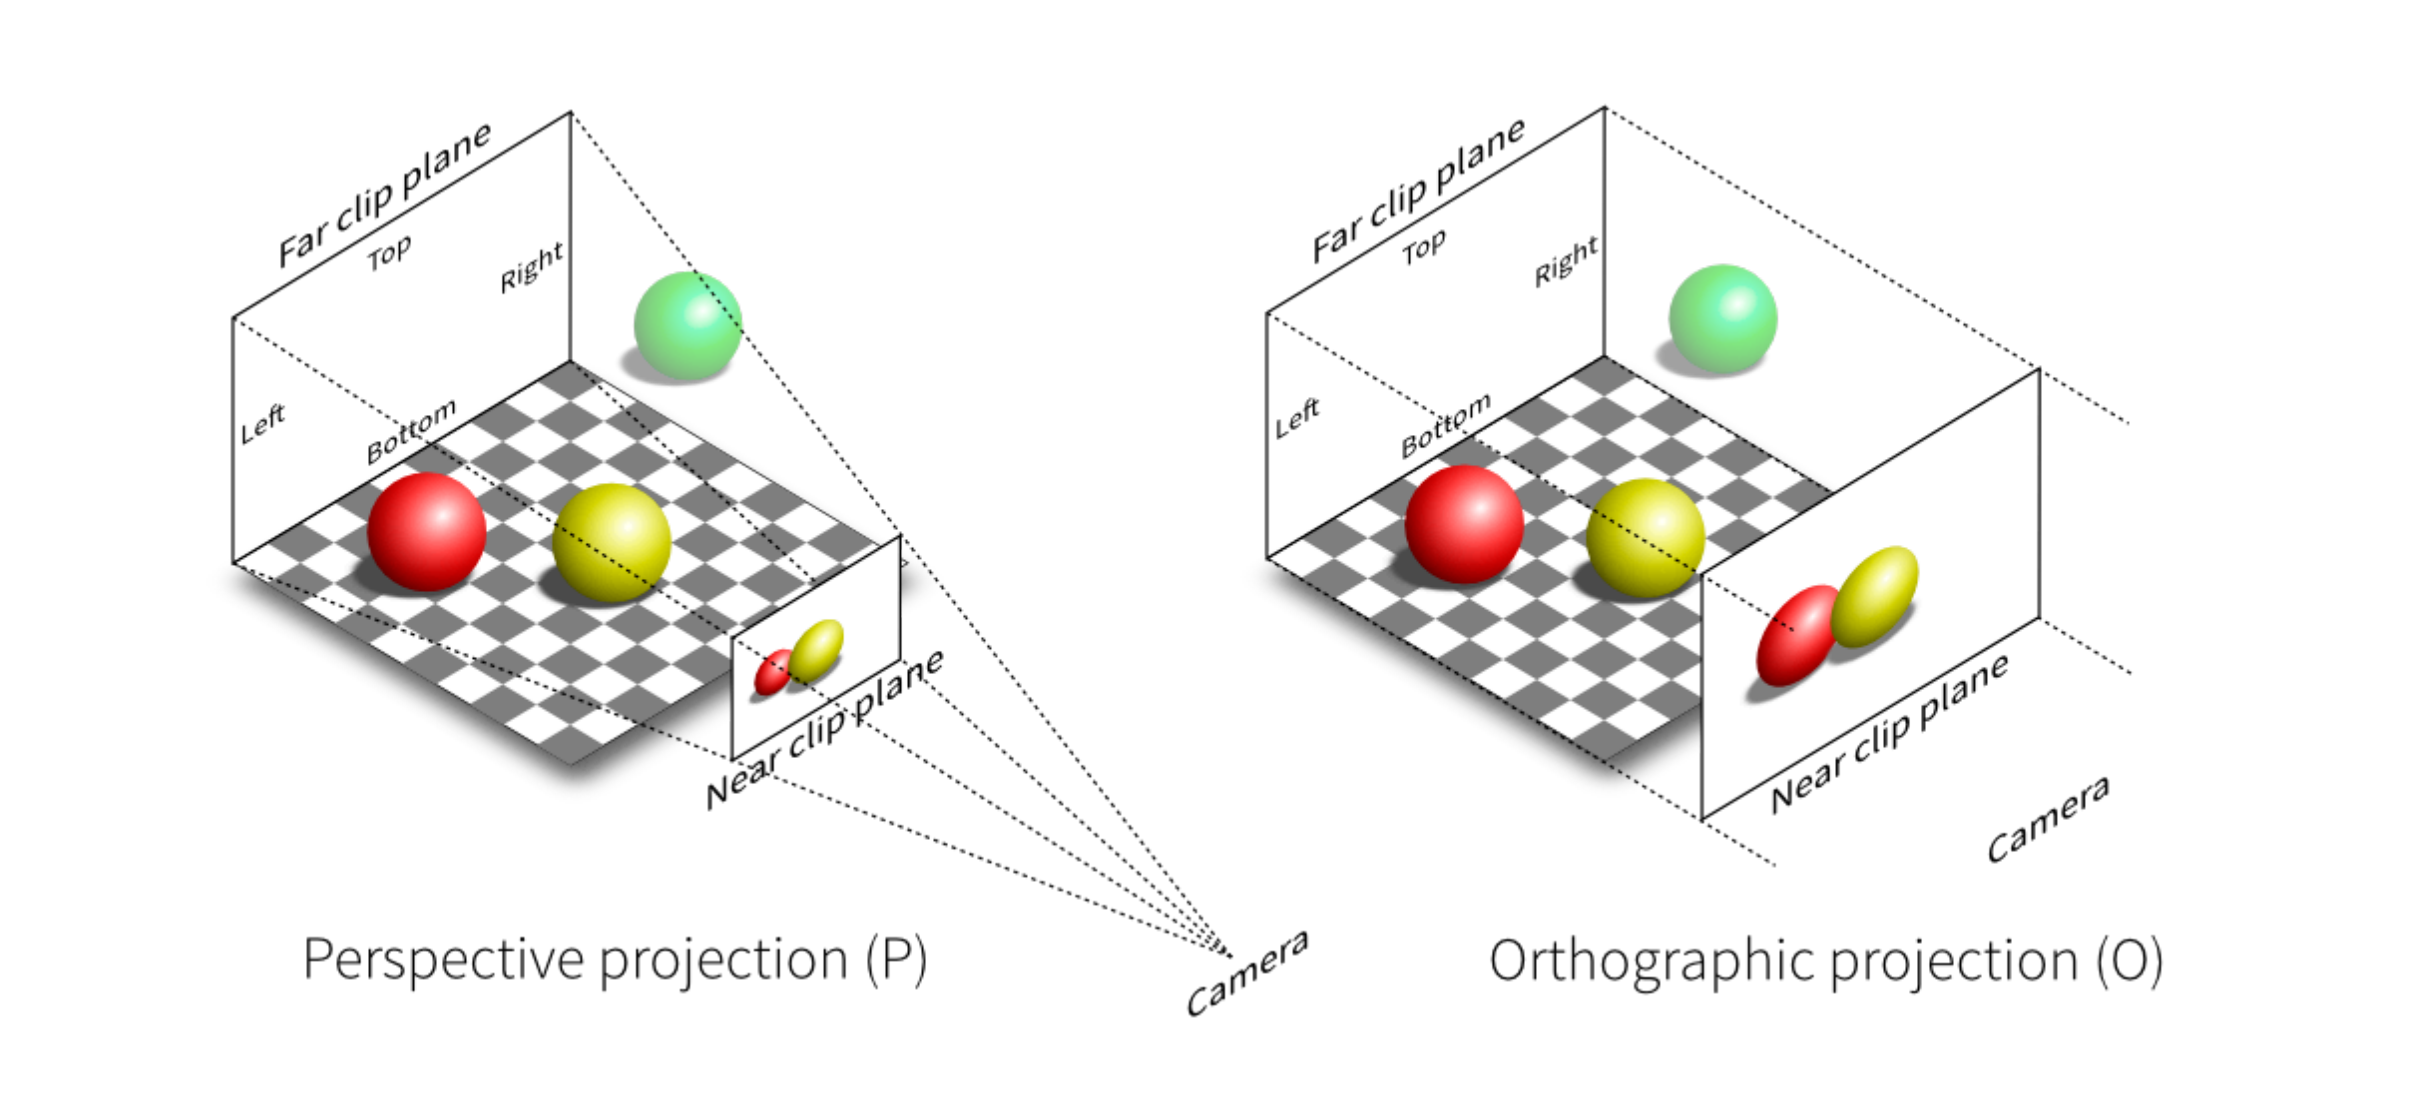 Far clip plane
Top
Right
Left
Bottom
Near clip plane
Camera
Perspective projection (P)
Far clip plane
Top
Right
Left
Bottom
Near clip plane
Camera
Orthographic projection (O)